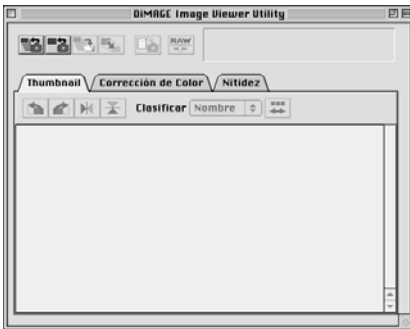 DiMAGE Image Viewer Utility
RAW
Thumbnail Corrección de Color Nitidez
Clasificar Nombre